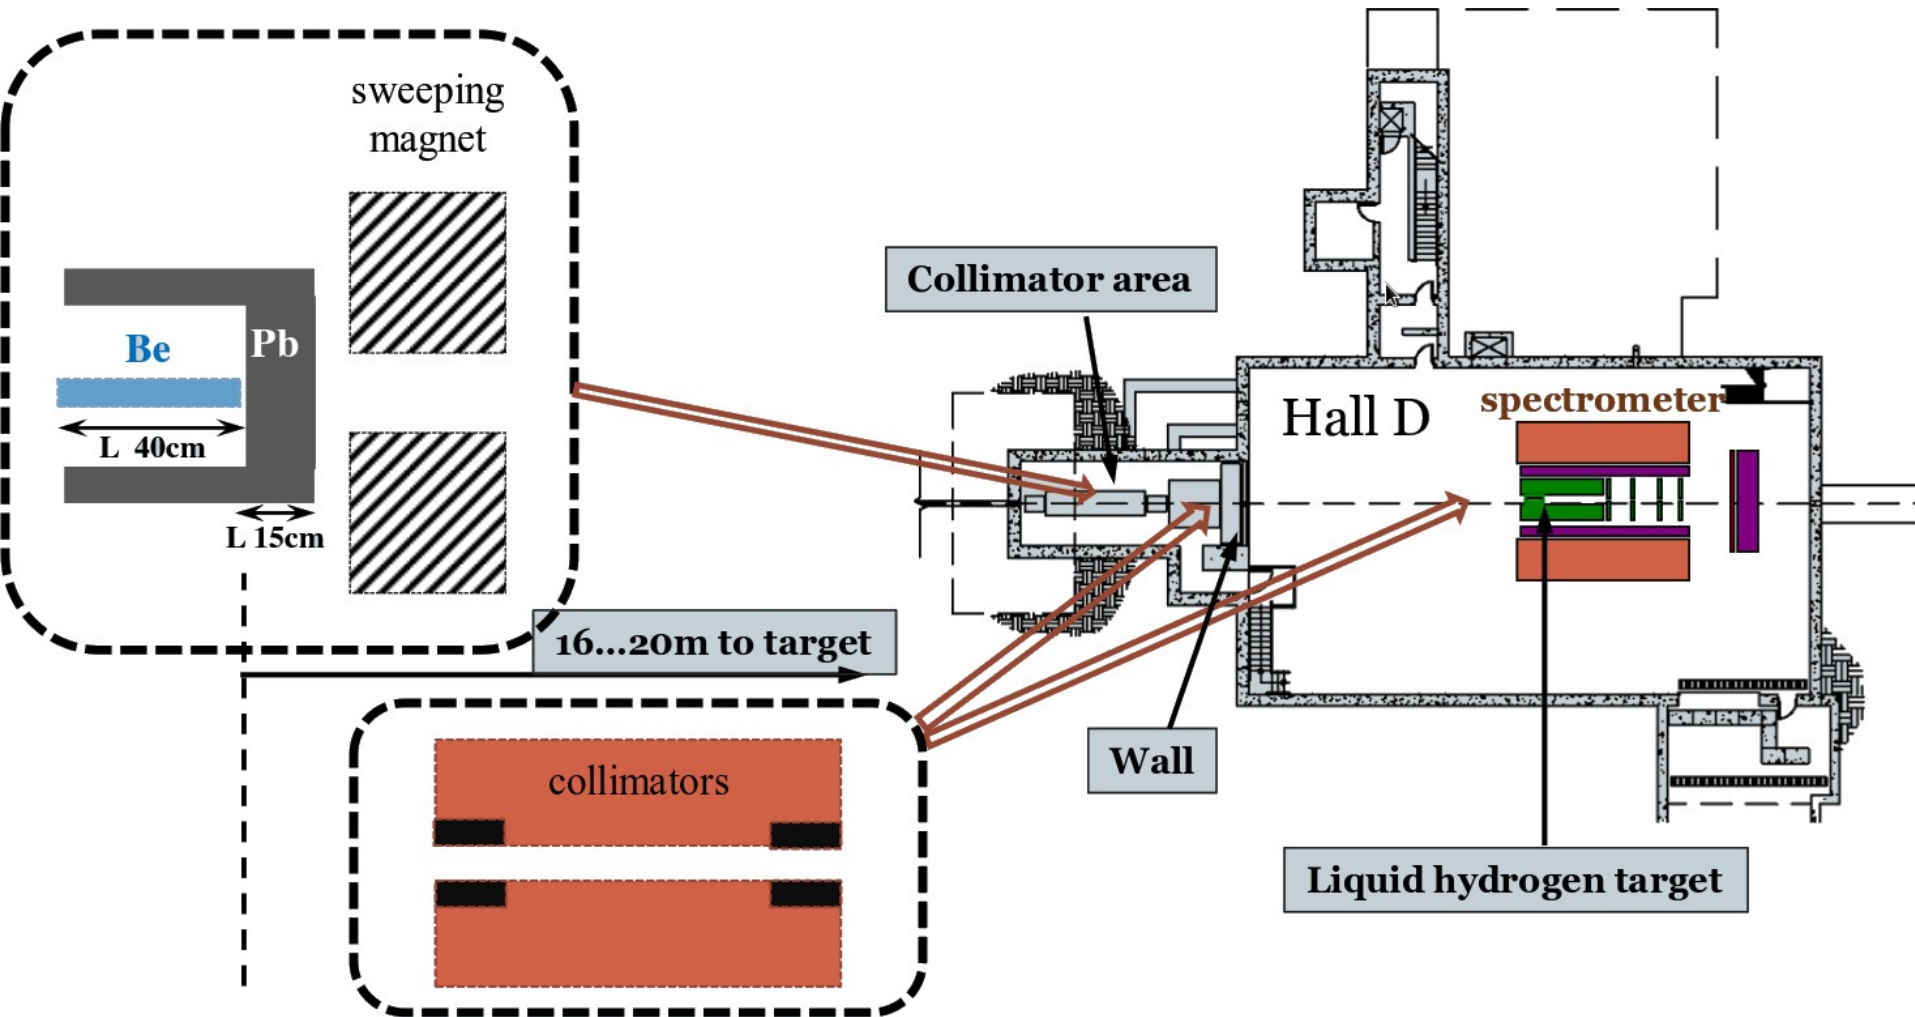 sweeping
magnet
Be
Pb
L 40cm
L 15cm
16...20m to target
collimators
Collimator area
Hall D
spectrometer
Wall
Liquid hydrogen target